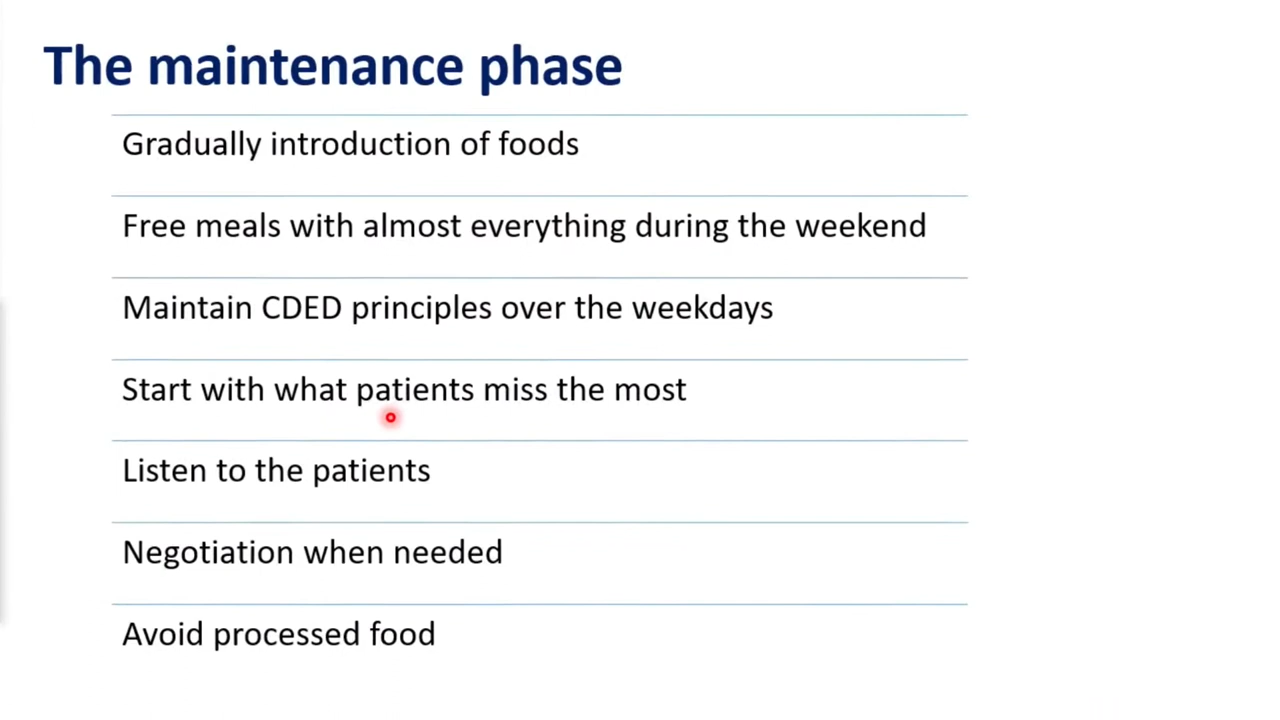 The maintenance phase
Gradually introduction of foods
Free meals with almost everything during the weekend
Maintain CDED principles over the weekdays
Start with what patients miss the most
Listen to the patients
Negotiation when needed
Avoid processed food